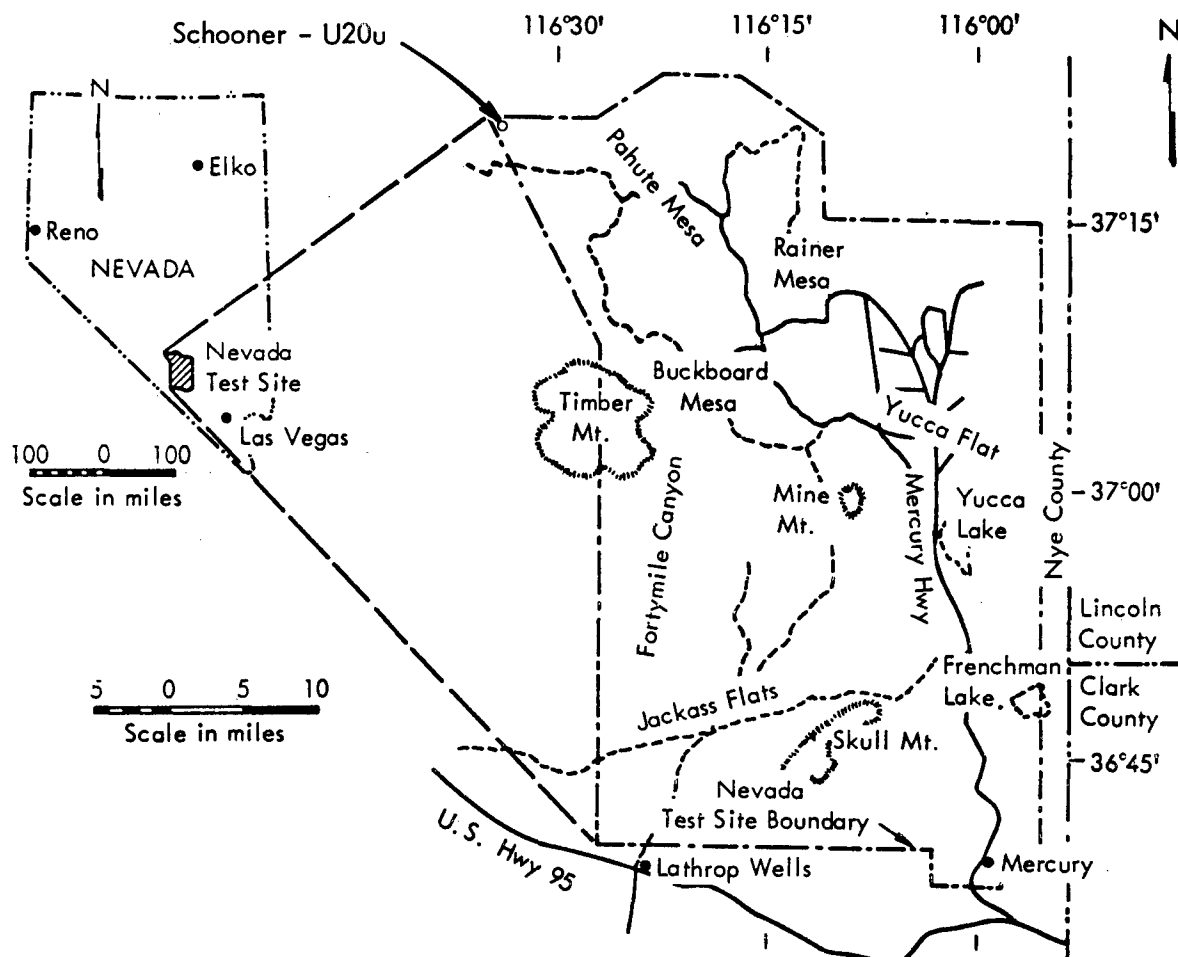 Schooner - U20u
116°30'
116°15'
116°00'
N
N
Elko
Reno
NEVADA
Nevada
Test Site
Las Vegas
100 0 100
Scale in miles
Pahute Mesa
Rainer
Mesa
37°15'
Buckboard
Mesa
Timber
Mt.
Yucca Flat
Mine
Mt.
Mercury Hwy
Yucca
Lake
37°00'
Nye County
Fortymile Canyon
Lincoln
County
Clark
County
Frenchman
Lake
5 0 5 10
Scale in miles
Jackass Flats
Skull Mt.
36°45'
Nevada
Test Site Boundary
U.S. Hwy 95
Lathrop Wells
Mercury